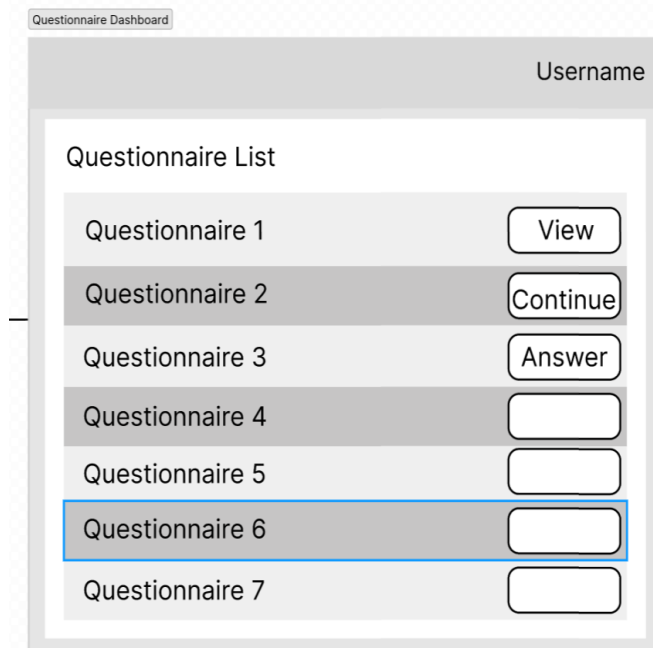 Questionnaire Dashboard
Username
Questionnaire List
Questionnaire 1 View
Questionnaire 2 Continue
Questionnaire 3 Answer
Questionnaire 4
Questionnaire 5
Questionnaire 6
Questionnaire 7